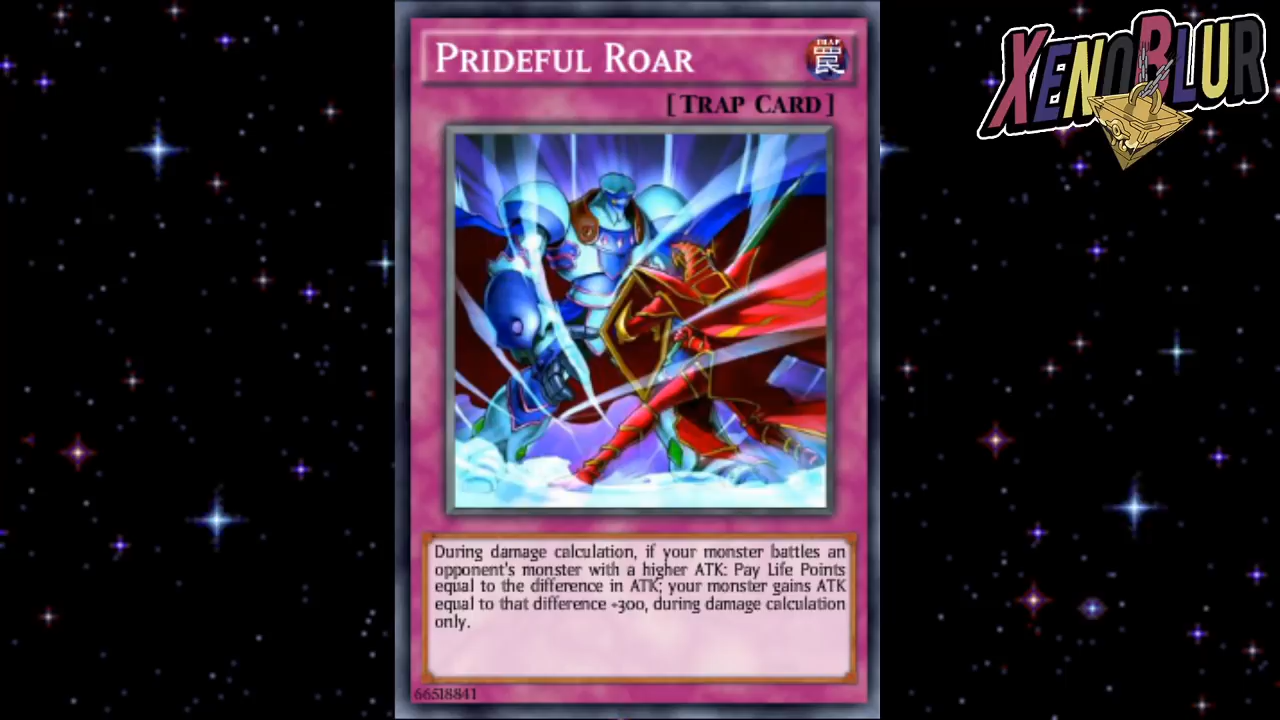 PRIDEFUL ROAR
TRAP
罠
[TRAP CARD]
XENOBLUR
During damage calculation, if your monster battles an
opponent's monster with a higher ATK: Pay Life Points
equal to the difference in ATK; your monster gains ATK
equal to that difference +300, during damage calculation
only.
66518841